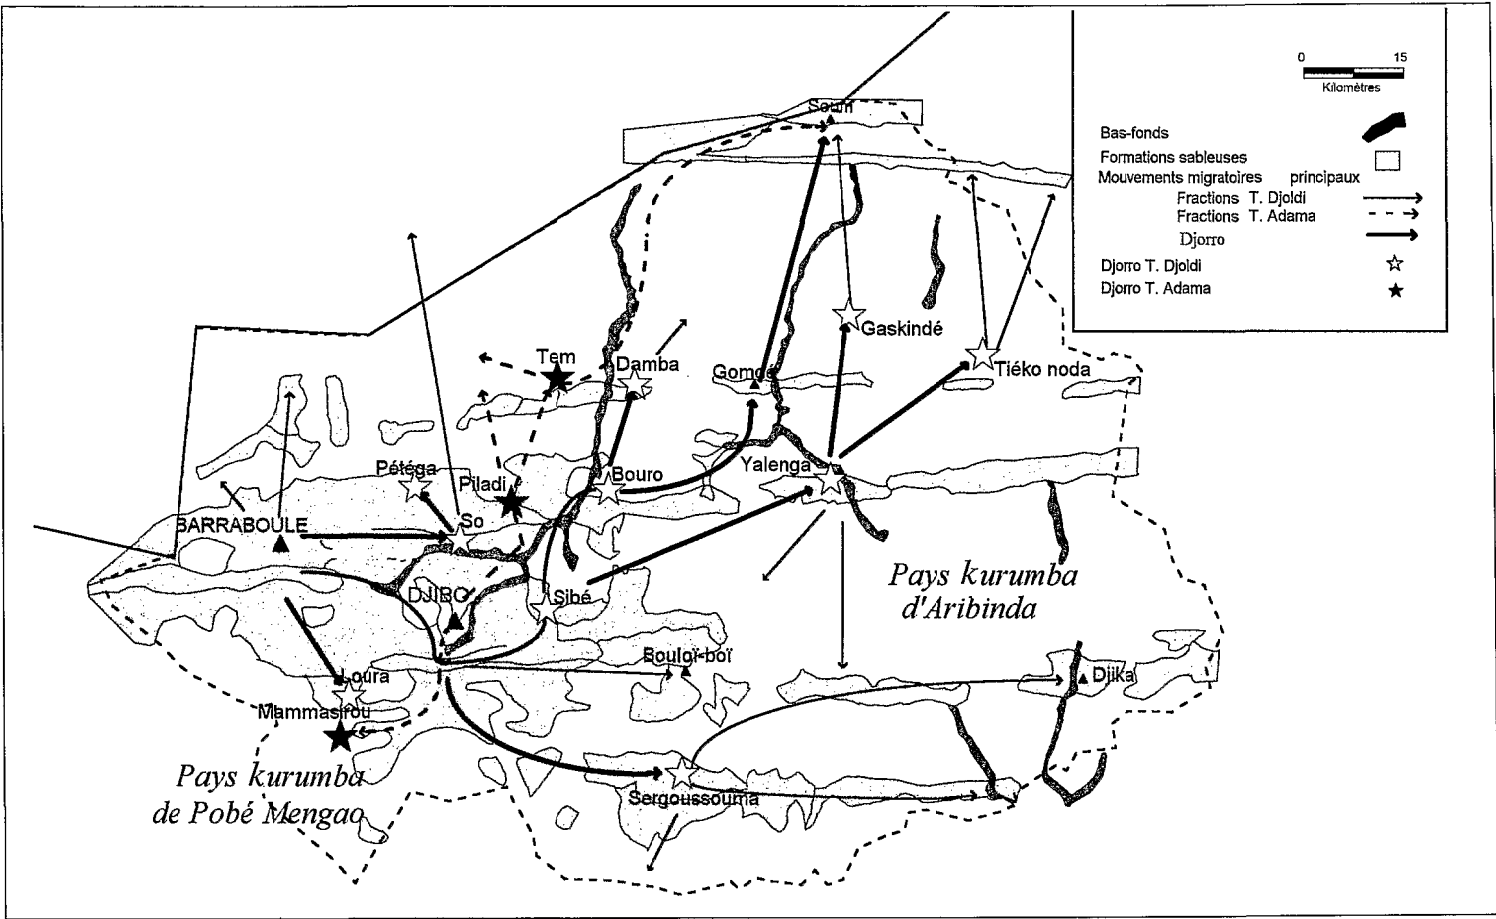 0 15
Kilomètres
Bas-fonds
Formations sableuses
Mouvements migratoires principaux
Fractions T. Djoldi
Fractions T. Adama
Djorro
Djorro T. Djoldi
Djorro T. Adama
Soum
Gaskindé
Tem
Damba
Gomdé
Tiéko noda
Pétéga
Piladi
Bouro
Yalenga
BARRABOULE
So
Pays kurumba
d'Aribinda
DJIBO
Sibé
Bouloï-boï
Djika
Loura
Mammassirou
Pays kurumba
de Pobé Mengao
Sergoussouma